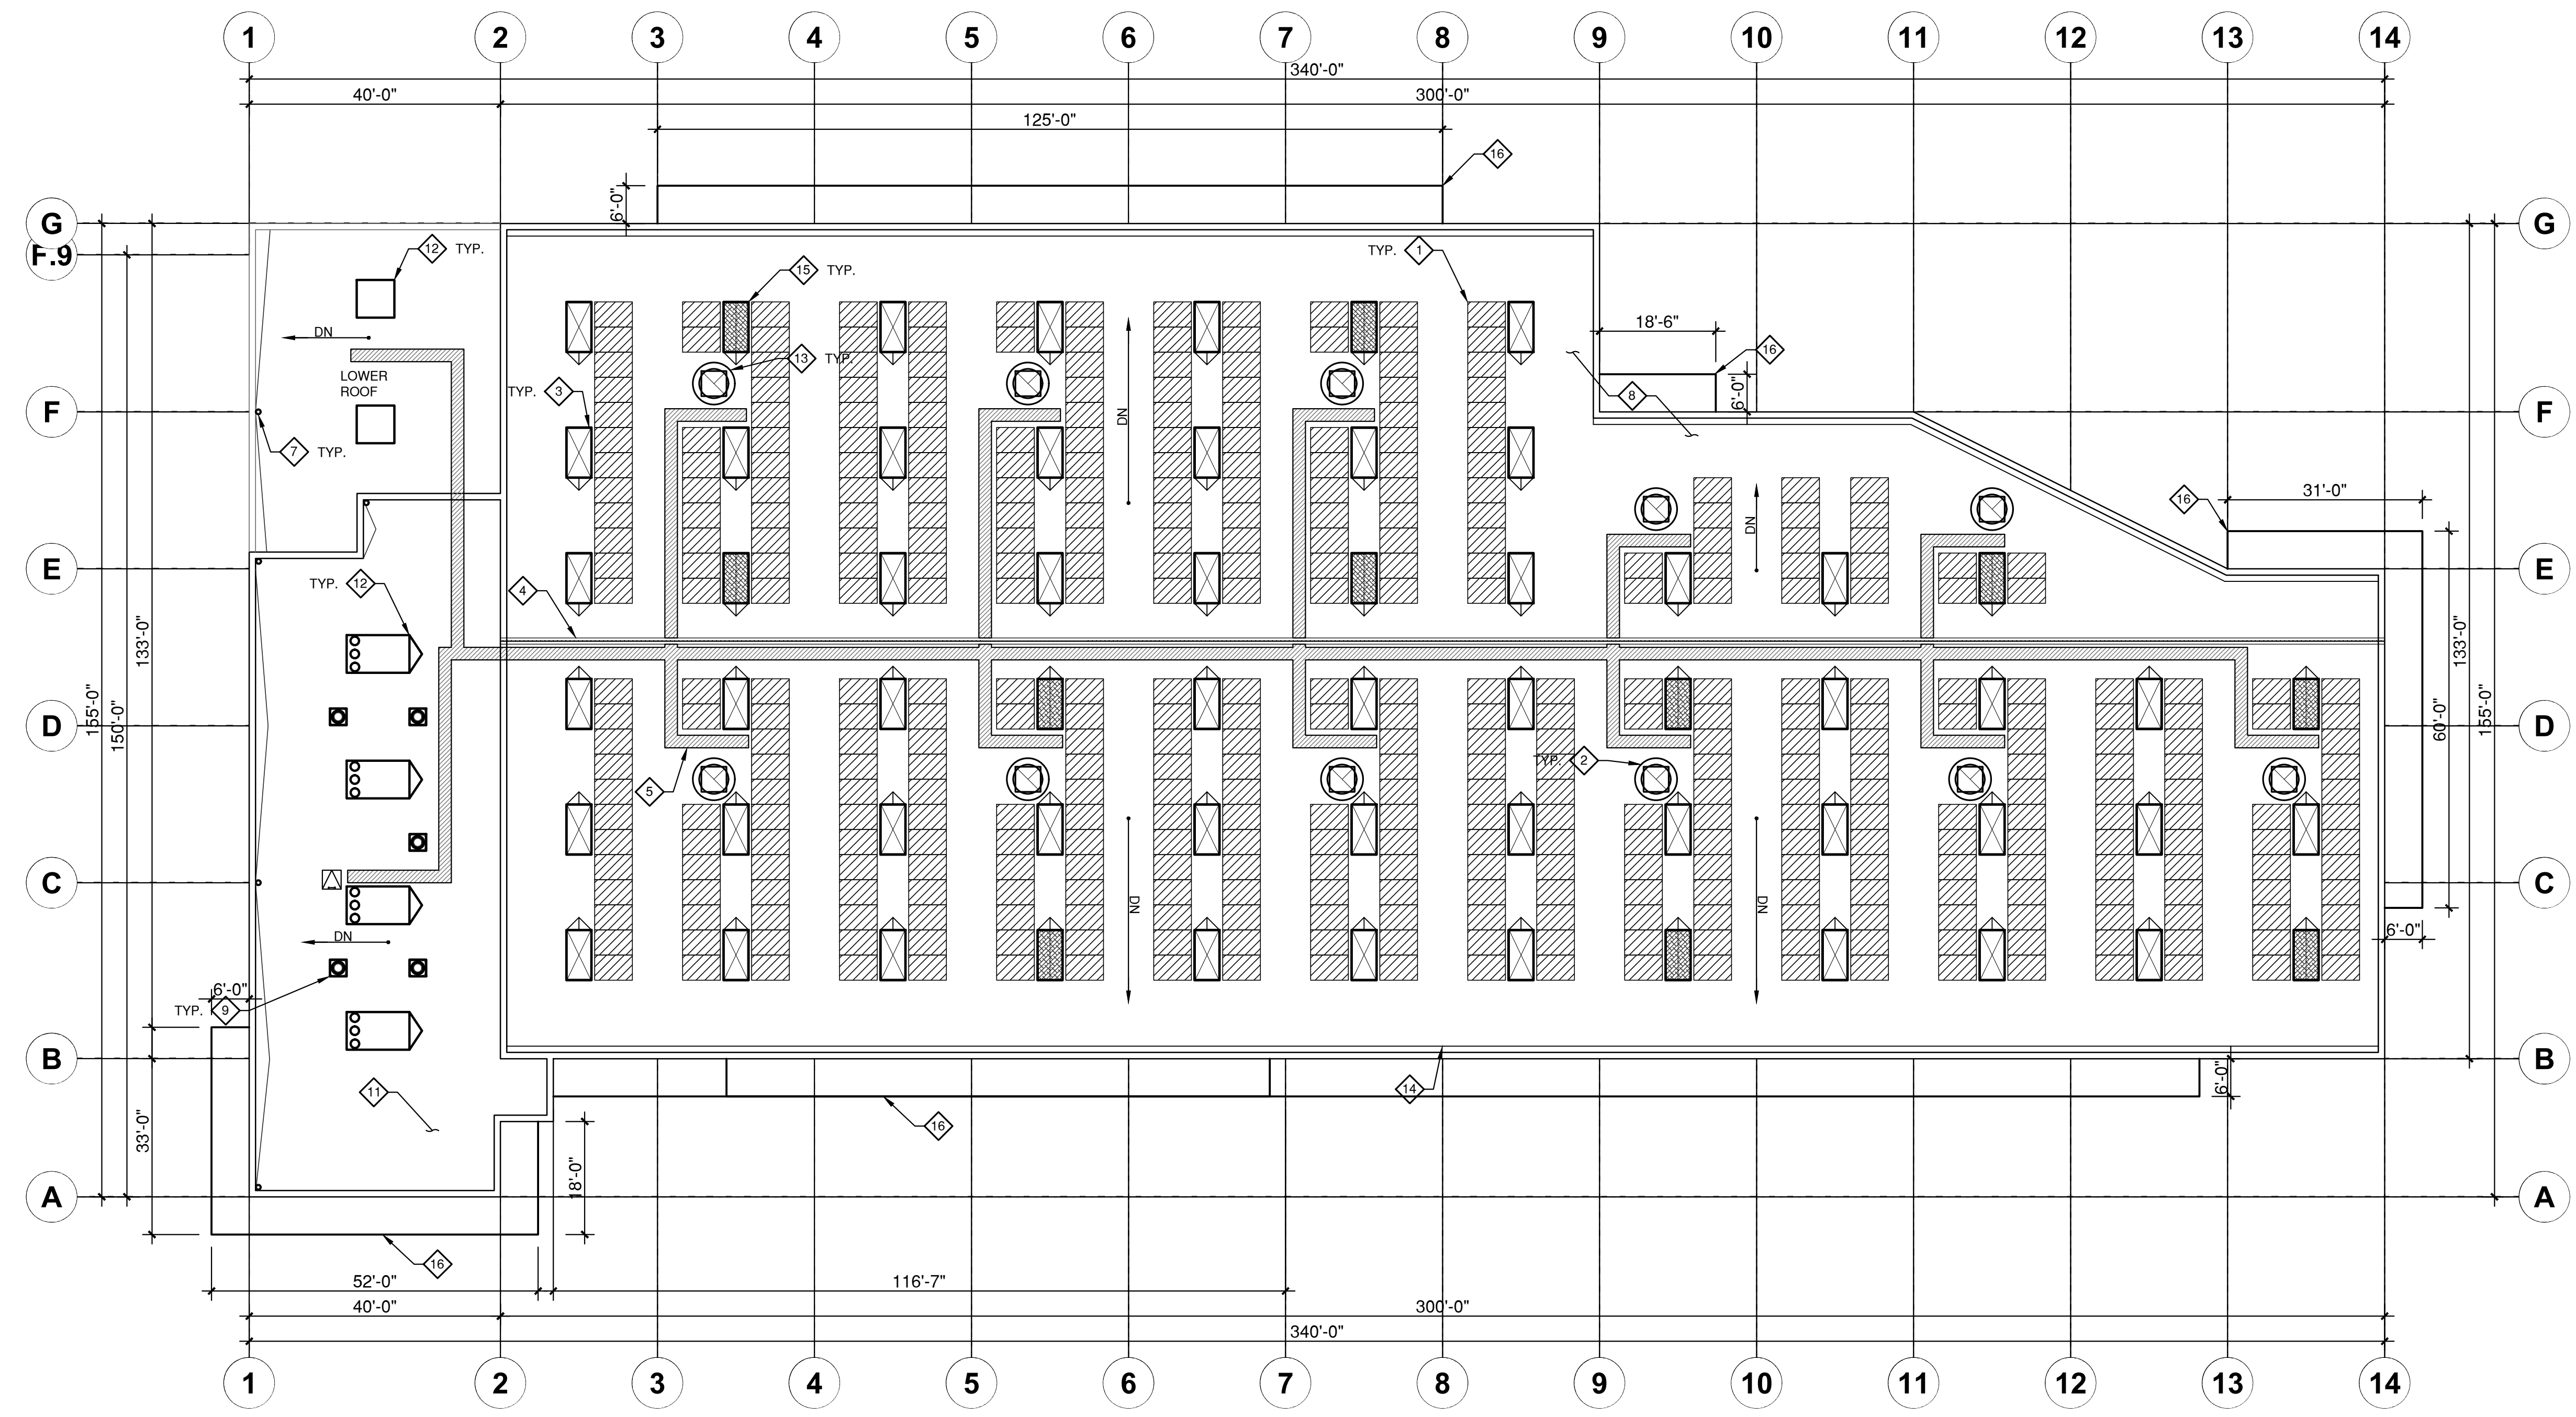 1 2 3 4 5 6 7 8 9 10 11 12 13 14
340'-0"
40'-0" 300'-0"
125'-0"
16
6'-0"
G G
F.9
12 TYP.
TYP. 1
15 TYP.
DN
18'-6"
16
13 TYP.
LOWER
ROOF
TYP. 3
6'-0"
8
F F
DN
7 TYP.
31'-0"
16
DN
E E
TYP. 12
4
133'-0"
133'-0"
155'-0"
150'-0"
60'-0"
155'-0"
D D
TYP. 2
5
C C
DN
DN
DN
6'-0"
6'-0"
TYP. 9
B B
11
14
6'-0"
16
33'-0"
18'-0"
A A
16
52'-0" 116'-7"
40'-0" 300'-0"
340'-0"
1 2 3 4 5 6 7 8 9 10 11 12 13 14